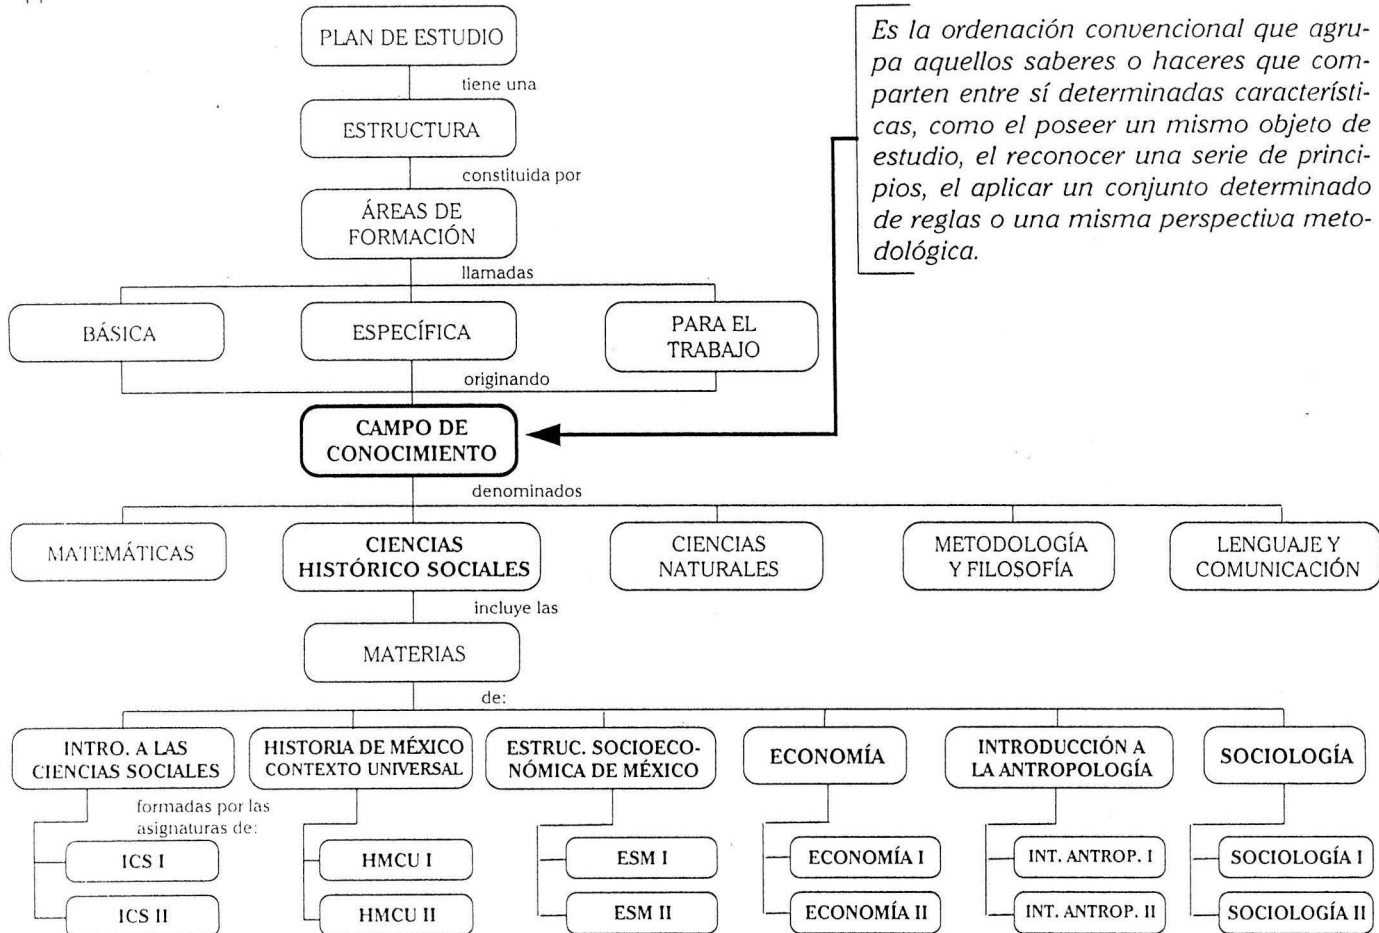 PLAN DE ESTUDIO
Es la ordenación convencional que agru-
pa aquellos saberes o haceres que com-
parten entre sí determinadas característi-
cas, como el poseer un mismo objeto de
estudio, el reconocer una serie de princi-
pios, el aplicar un conjunto determinado
de reglas o una misma perspectiva meto-
dológica.
tiene una
ESTRUCTURA
constituida por
ÁREAS DE
FORMACIÓN
llamadas
BÁSICA
ESPECÍFICA
PARA EL
TRABAJO
originando
CAMPO DE
CONOCIMIENTO
denominados
MATEMÁTICAS
CIENCIAS
HISTÓRICO SOCIALES
CIENCIAS
NATURALES
METODOLOGÍA
Y FILOSOFÍA
LENGUAJE Y
COMUNICACIÓN
incluye las
MATERIAS
de:
INTRO. A LAS
CIENCIAS SOCIALES
HISTORIA DE MÉXICO
CONTEXTO UNIVERSAL
ESTRUC. SOCIOECO-
NÓMICA DE MÉXICO
ECONOMÍA
INTRODUCCIÓN A
LA ANTROPOLOGÍA
SOCIOLOGÍA
formadas por las
asignaturas de:
ICS I
HMCU I
ESM I
ECONOMÍA I
INT. ANTROP. I
SOCIOLOGÍA I
ICS II
HMCU II
ESM II
ECONOMÍA II
INT. ANTROP. II
SOCIOLOGÍA II